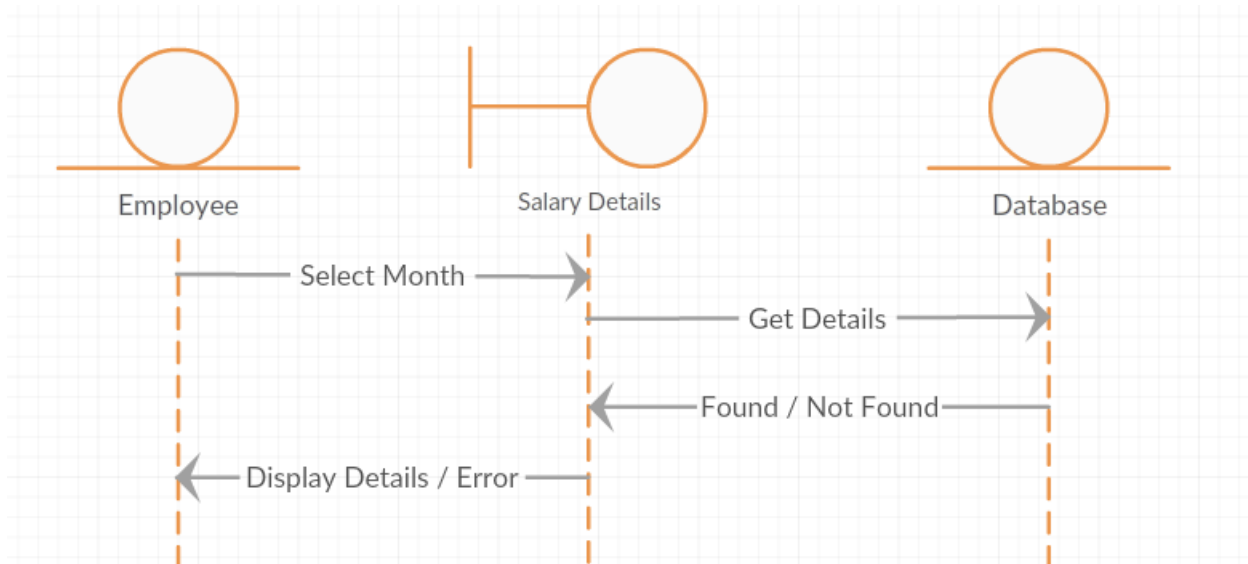 Employee
Salary Details
Database
Select Month
Get Details
Found / Not Found
Display Details / Error